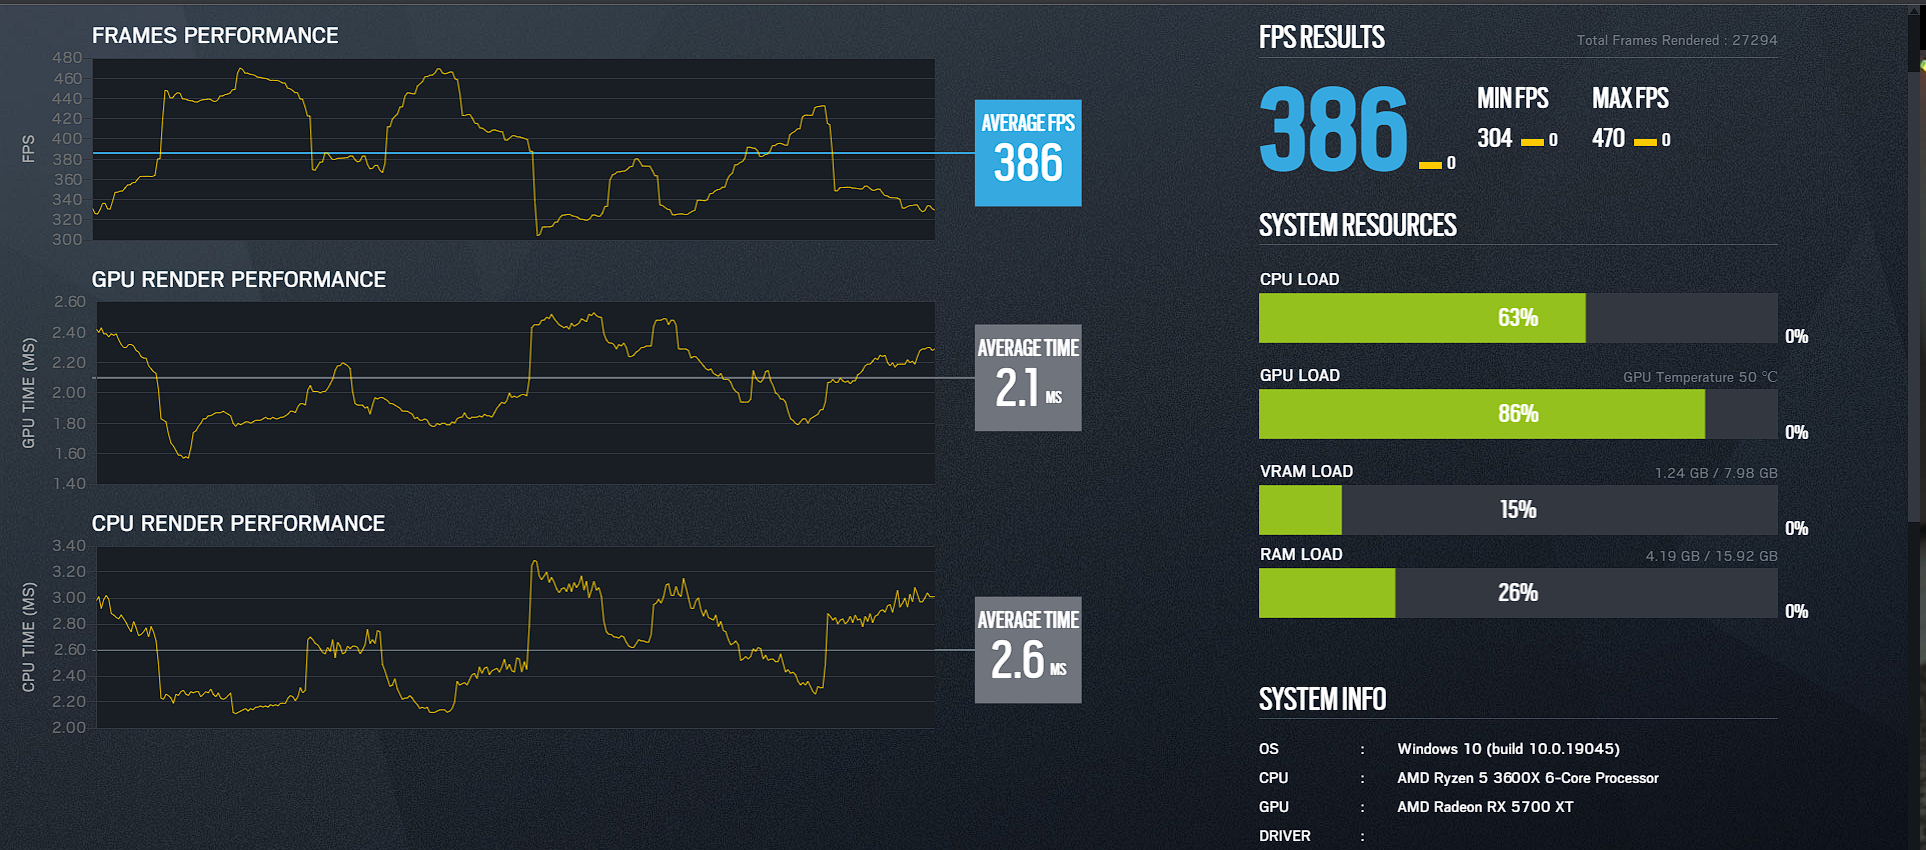 FRAMES PERFORMANCE
480
460
440
420
400
380
360
340
320
300
FPS
AVERAGE FPS
386
GPU RENDER PERFORMANCE
2.60
2.40
2.20
2.00
1.80
1.60
1.40
GPU TIME (MS)
AVERAGE TIME
2.1 MS
CPU RENDER PERFORMANCE
3.40
3.20
3.00
2.80
2.60
2.40
2.20
2.00
CPU TIME (MS)
AVERAGE TIME
2.6 MS
FPS RESULTS
Total Frames Rendered : 27294
386 0
MIN FPS
304 0
MAX FPS
470 0
SYSTEM RESOURCES
CPU LOAD
63%
0%
GPU LOAD
GPU Temperature 50 °C
86%
0%
VRAM LOAD
1.24 GB / 7.98 GB
15%
0%
RAM LOAD
4.19 GB / 15.92 GB
26%
0%
SYSTEM INFO
OS : Windows 10 (build 10.0.19045)
CPU : AMD Ryzen 5 3600X 6-Core Processor
GPU : AMD Radeon RX 5700 XT
DRIVER :